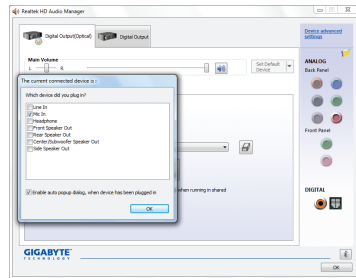 Realtek HD Audio Manager
Digital Output(Optical)
Digital Output
Device advanced settings
Main Volume
L
R
Set Default Device
ANALOG
Back Panel
The current connected device is :
Which device did you plug in?
Line In
Mic In
Headphone
Front Speaker Out
Rear Speaker Out
Center/Subwoofer Speaker Out
Side Speaker Out
Front Panel
when running in shared
Enable auto popup dialog, when device has been plugged in
DIGITAL
OK
GIGABYTE
TECHNOLOGY
OK